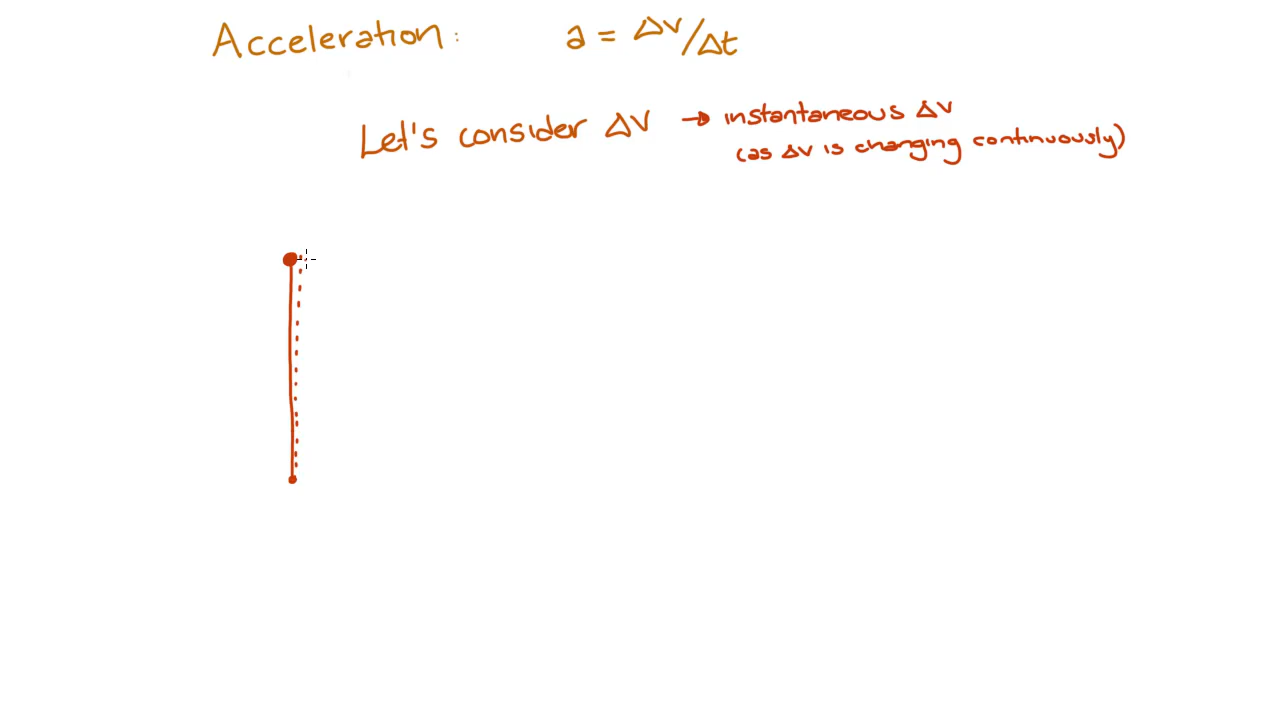 Acceleration: a = Δv/Δt
Let's consider Δv → instantaneous Δv
(as Δv is changing continuously)